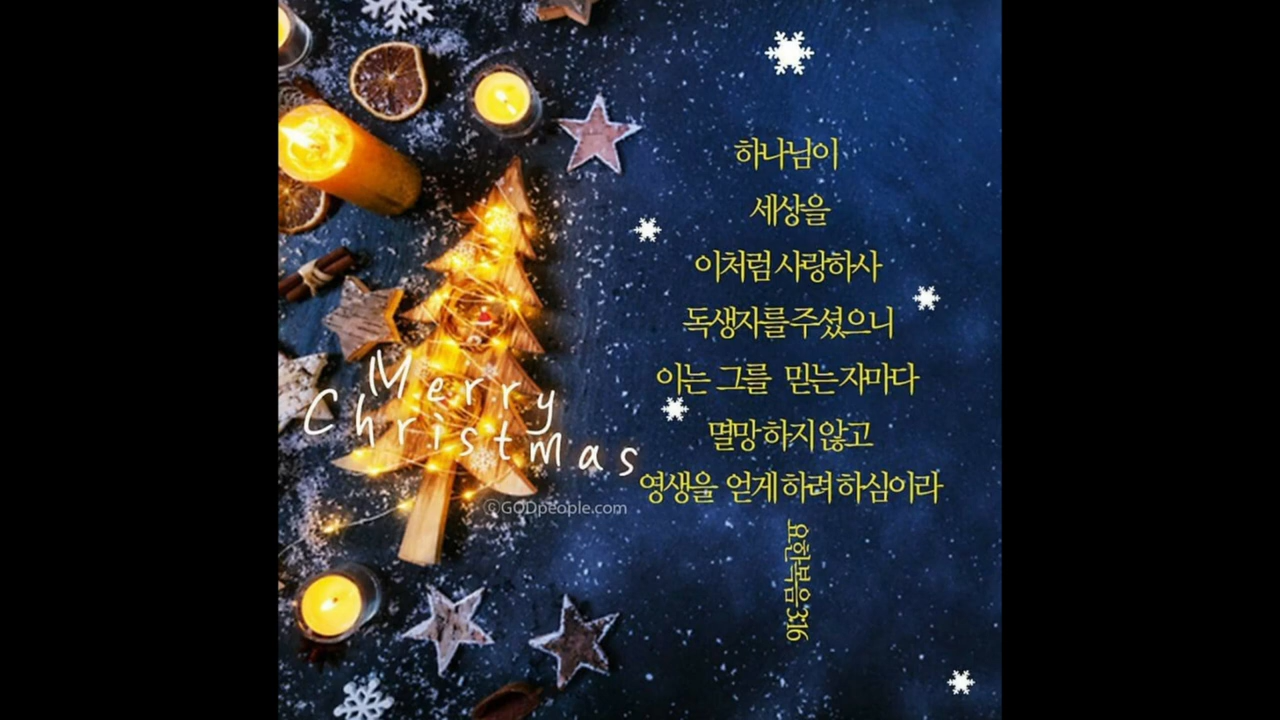 하나님이
세상을
이처럼 사랑하사
독생자를 주셨으니
이는 그를 믿는 자마다
멸망하지 않고
영생을 얻게 하려 하심이라
요한복음 3:16
Merry
Christmas
©GODpeople.com